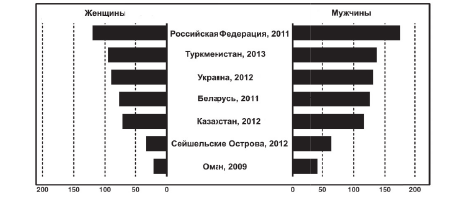 Женщины Мужчины
Российская Федерация, 2011
Туркменистан, 2013
Украина, 2012
Беларусь, 2011
Казахстан, 2012
Сейшельские Острова, 2012
Оман, 2009
200 150 100 50 0 0 50 100 150 200